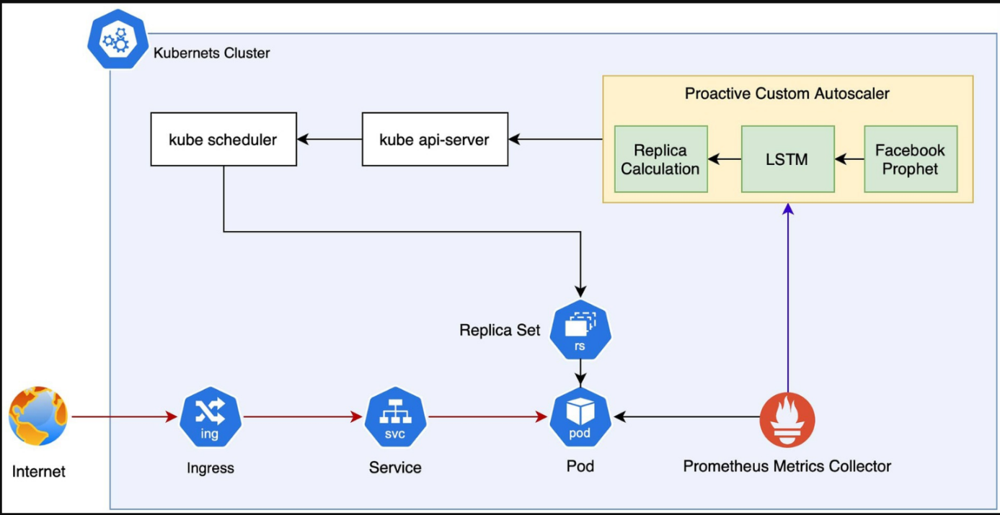 Kubernets Cluster
Proactive Custom Autoscaler
kube scheduler
kube api-server
Replica
Calculation
LSTM
Facebook
Prophet
Replica Set
rs
ing
svc
pod
Internet
Ingress
Service
Pod
Prometheus Metrics Collector